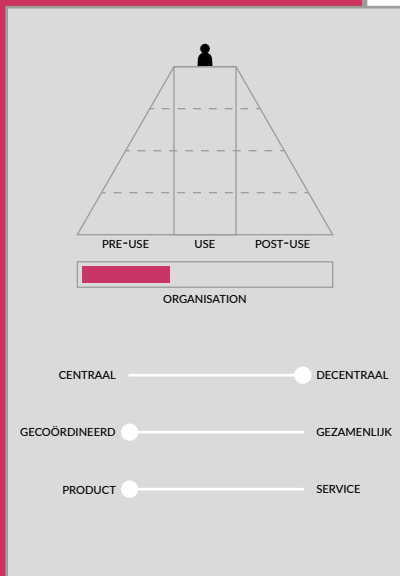 PRE-USE USE POST-USE
ORGANISATION
CENTRAAL DECENTRAAL
GECOÖRDINEERD GEZAMENLIJK
PRODUCT SERVICE